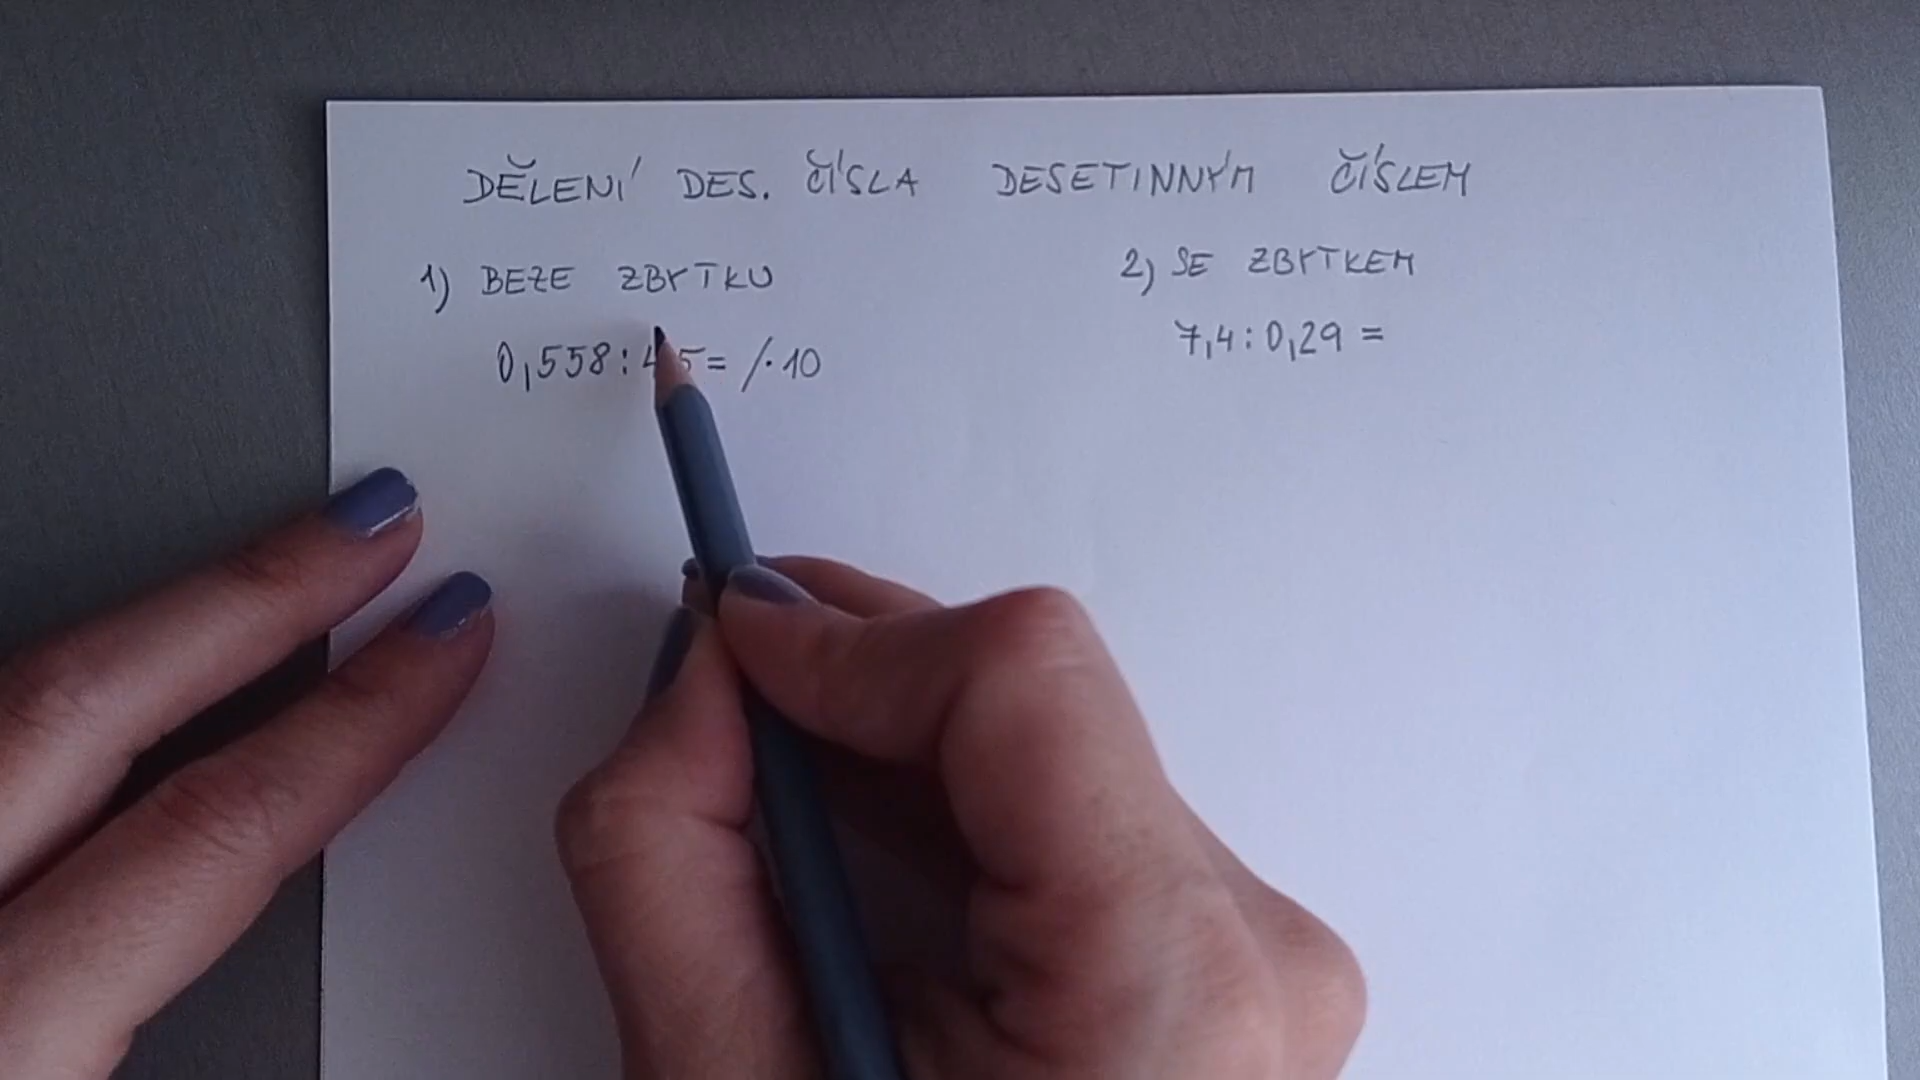 DĚLENÍ DES. ČÍSLA DESETINNÝM ČÍSLEM
1) BEZE ZBYTKU
0,558 : 4,5 = /· 10
2) SE ZBYTKEM
7,4 : 0,29 =